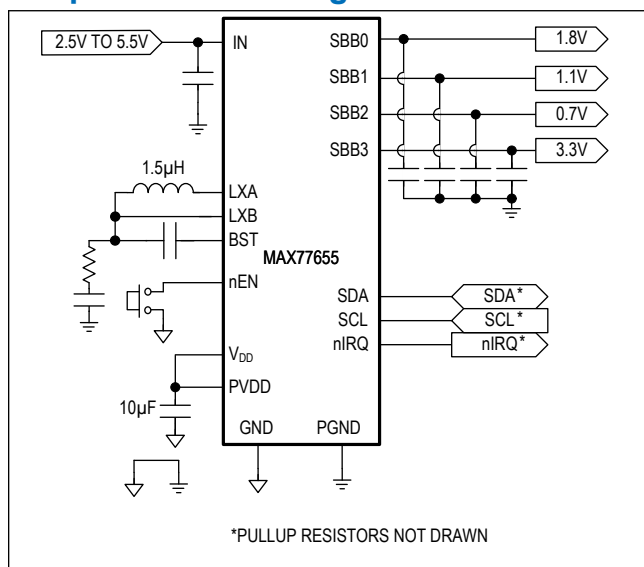 2.5V TO 5.5V
IN
SBB0
1.8V
SBB1
1.1V
SBB2
0.7V
SBB3
3.3V
1.5µH
LXA
LXB
BST
MAX77655
nEN
SDA
SDA*
SCL
SCL*
nIRQ
nIRQ*
VDD
PVDD
10µF
GND
PGND
*PULLUP RESISTORS NOT DRAWN